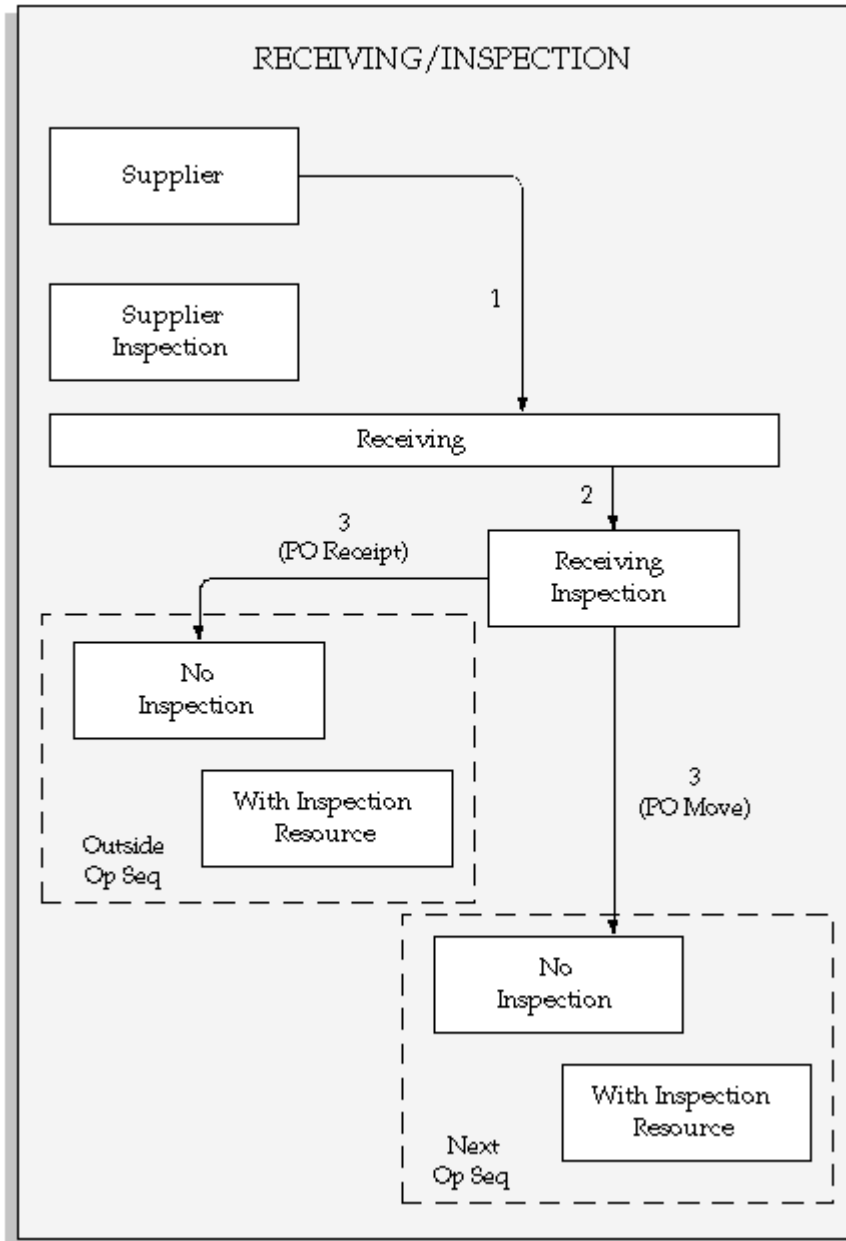 RECEIVING/INSPECTION
Supplier
1
Supplier
Inspection
Receiving
2
3
(PO Receipt)
Receiving
Inspection
No
Inspection
With Inspection
Resource
Outside
Op Seq
3
(PO Move)
No
Inspection
With Inspection
Resource
Next
Op Seq